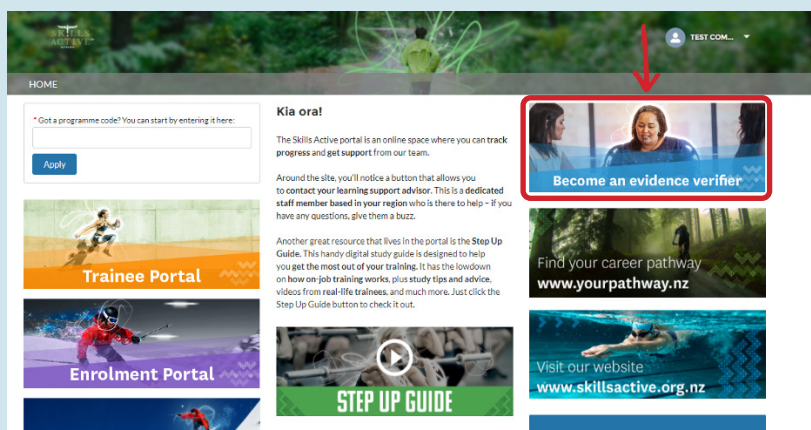 SKILLS
ACTIVE
TEST COM...
HOME
* Got a programme code? You can start by entering it here:
Apply
Trainee Portal
Enrolment Portal
Kia ora!
The Skills Active portal is an online space where you can track
progress and get support from our team.
Around the site, you'll notice a button that allows you
to contact your learning support advisor. This is a dedicated
staff member based in your region who is there to help – if you
have any questions, give them a buzz.
Another great resource that lives in the portal is the Step Up
Guide. This handy digital study guide is designed to help
you get the most out of your training. It has the lowdown
on how on-job training works, plus study tips and advice,
videos from real-life trainees, and much more. Just click the
Step Up Guide button to check it out.
STEP UP GUIDE
Become an evidence verifier
Find your career pathway
www.yourpathway.nz
Visit our website
www.skillsactive.org.nz